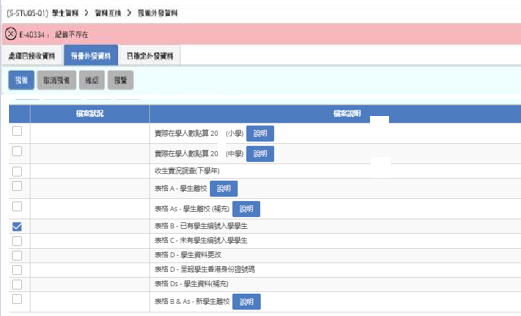 [S-STU05-01] 學生資料 > 資料互換 > 預備外發資料
E-40334 : 紀錄不存在
處理已接收資料 預備外發資料 已確定外發資料
預備 取消預備 確認 預覽
檔案狀況 檔案說明
實際在學人數點算 20 (小學) 說明
實際在學人數點算 20 (中學) 說明
收生實況調查(下學年)
表格 A - 學生離校 說明
表格 As - 學生離校 (補充) 說明
表格 B - 已有學生編號入學學生
表格 C - 未有學生編號入學學生
表格 D - 學生資料更改
表格 D - 呈報學生香港身份證號碼
表格 Ds - 學生資料(補充)
表格 B & As - 新學生離校 說明